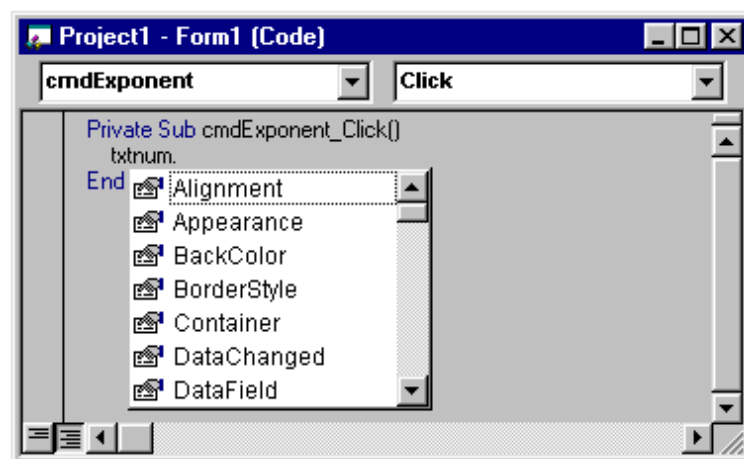 Project1 - Form1 (Code)
cmdExponent Click
Private Sub cmdExponent_Click()
txtnum.
End
Alignment
Appearance
BackColor
BorderStyle
Container
DataChanged
DataField